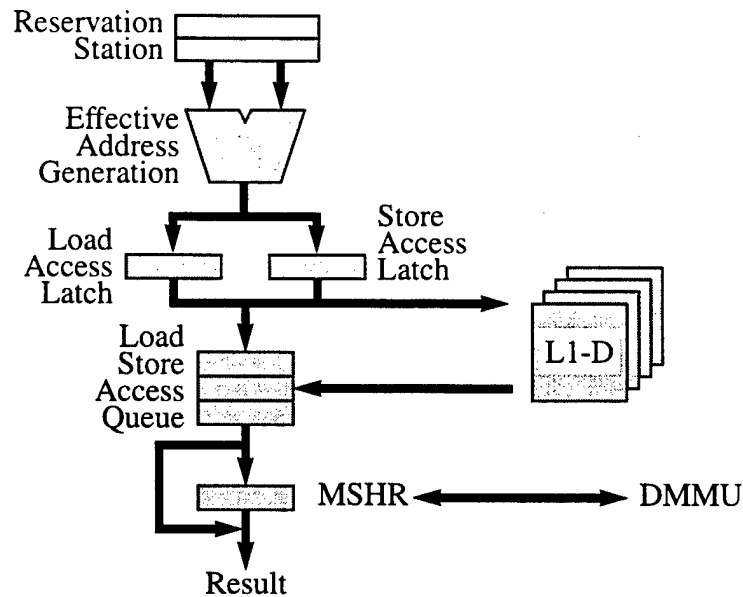 Reservation
Station
Effective
Address
Generation
Load
Access
Latch
Store
Access
Latch
Load
Store
Access
Queue
L1-D
MSHR
DMMU
Result